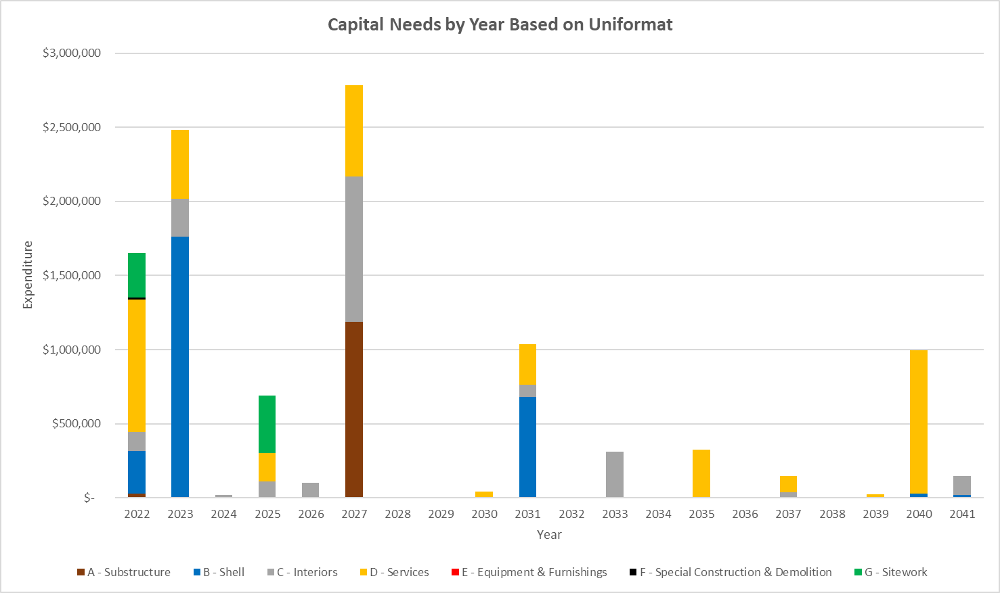 Capital Needs by Year Based on Uniformat
$3,000,000
$2,500,000
$2,000,000
$1,500,000
$1,000,000
$500,000
$-
Expenditure
2022 2023 2024 2025 2026 2027 2028 2029 2030 2031 2032 2033 2034 2035 2036 2037 2038 2039 2040 2041
Year
A - Substructure B - Shell C - Interiors D - Services E - Equipment & Furnishings F - Special Construction & Demolition G - Sitework